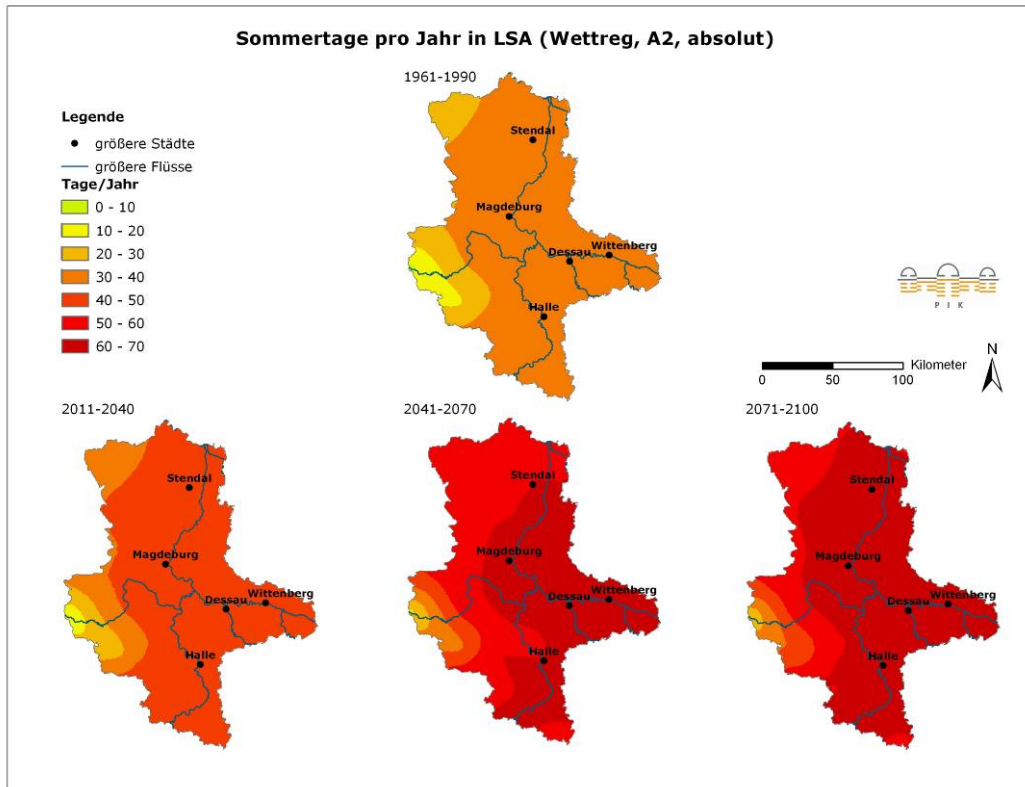 Sommertage pro Jahr in LSA (Wettreg, A2, absolut)
1961-1990
Legende
größere Städte
größere Flüsse
Tage/Jahr
0 - 10
10 - 20
20 - 30
30 - 40
40 - 50
50 - 60
60 - 70
Stendal
Magdeburg
Dessau
Wittenberg
Halle
P I K
N
Kilometer
0 50 100
2011-2040
Stendal
Magdeburg
Dessau
Wittenberg
Halle
2041-2070
Stendal
Magdeburg
Dessau
Wittenberg
Halle
2071-2100
Stendal
Magdeburg
Dessau
Wittenberg
Halle